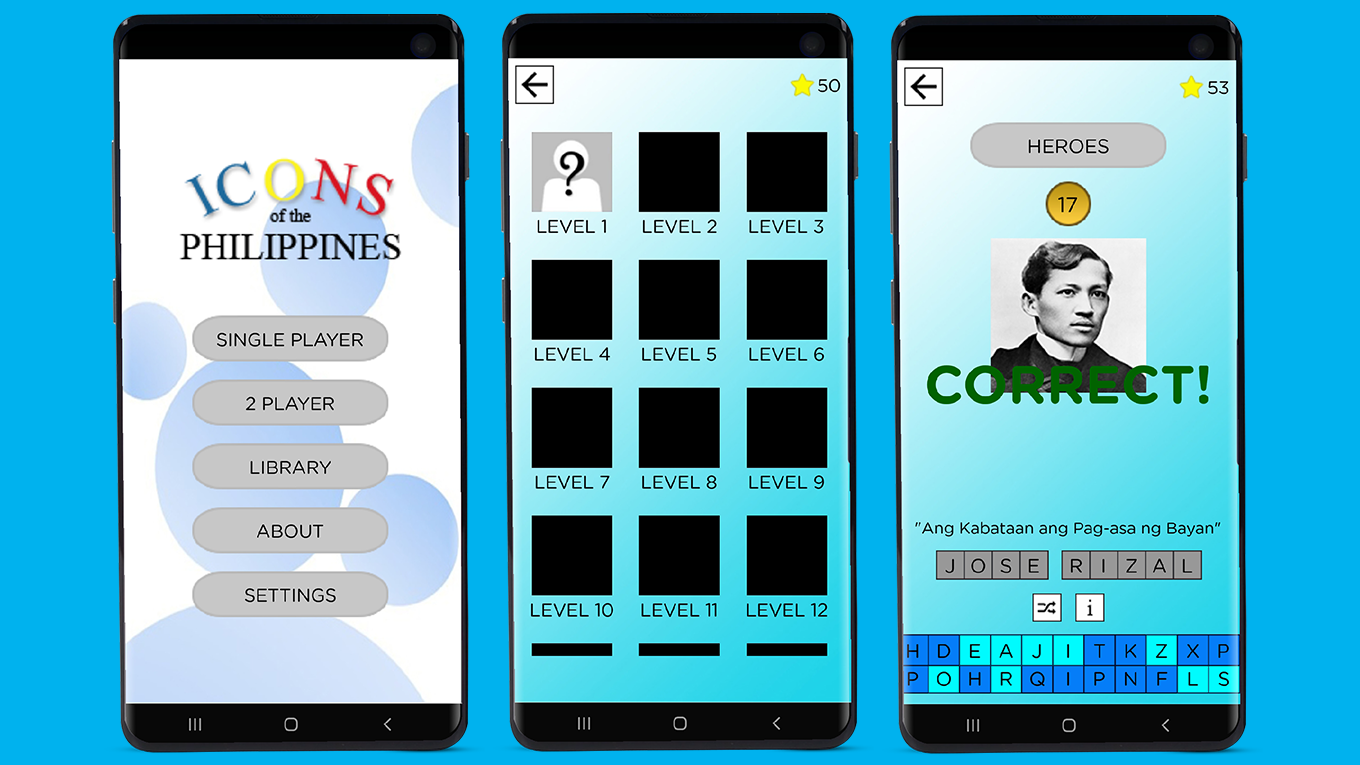 ICONS
of the
PHILIPPINES
SINGLE PLAYER
2 PLAYER
LIBRARY
ABOUT
SETTINGS
50
?
LEVEL 1 LEVEL 2 LEVEL 3
LEVEL 4 LEVEL 5 LEVEL 6
LEVEL 7 LEVEL 8 LEVEL 9
LEVEL 10 LEVEL 11 LEVEL 12
53
HEROES
17
CORRECT!
"Ang Kabataan ang Pag-asa ng Bayan"
JOSE RIZAL
i
H D E A J I T K Z X P
P O H R Q I P N F L S